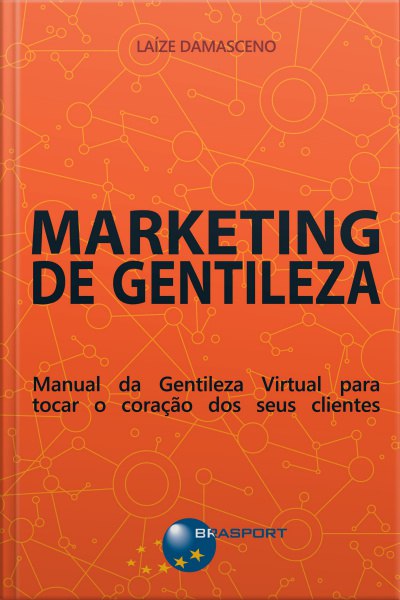 LAÍZE DAMASCENO
MARKETING
DE GENTILEZA
Manual da Gentileza Virtual para
tocar o coração dos seus clientes
BRASPORT